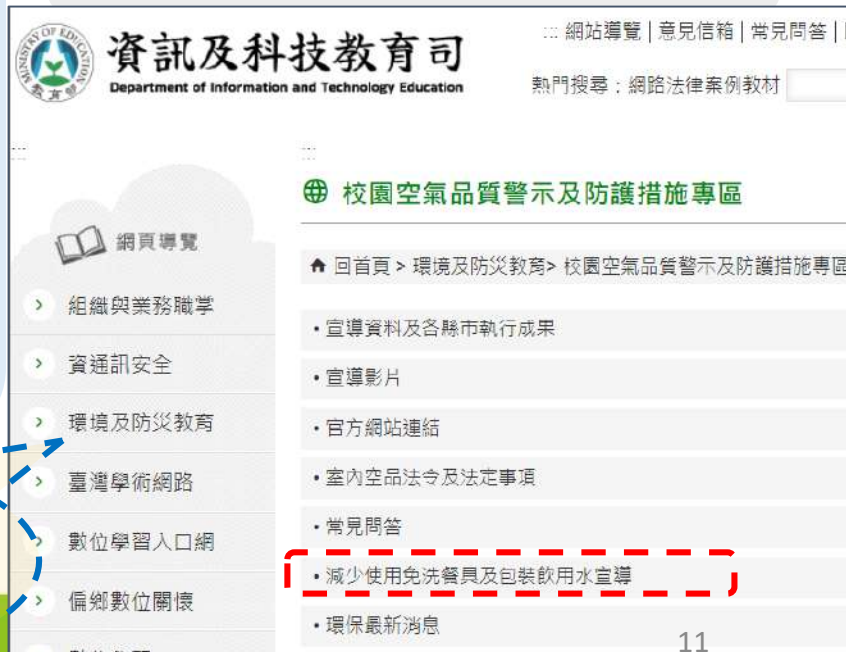 ::: 網站導覽 | 意見信箱 | 常見問答 |
資訊及科技教育司
Department of Information and Technology Education
MINISTRY OF EDUCATION
教育部
熱門搜尋：網路法律案例教材
:::
:::
校園空氣品質警示及防護措施專區
網頁導覽
回首頁 > 環境及防災教育> 校園空氣品質警示及防護措施專區
組織與業務職掌
資通訊安全
環境及防災教育
臺灣學術網路
數位學習入口網
偏鄉數位關懷
• 宣導資料及各縣市執行成果
• 宣導影片
• 官方網站連結
• 室內空品法令及法定事項
• 常見問答
• 減少使用免洗餐具及包裝飲用水宣導
• 環保最新消息
11